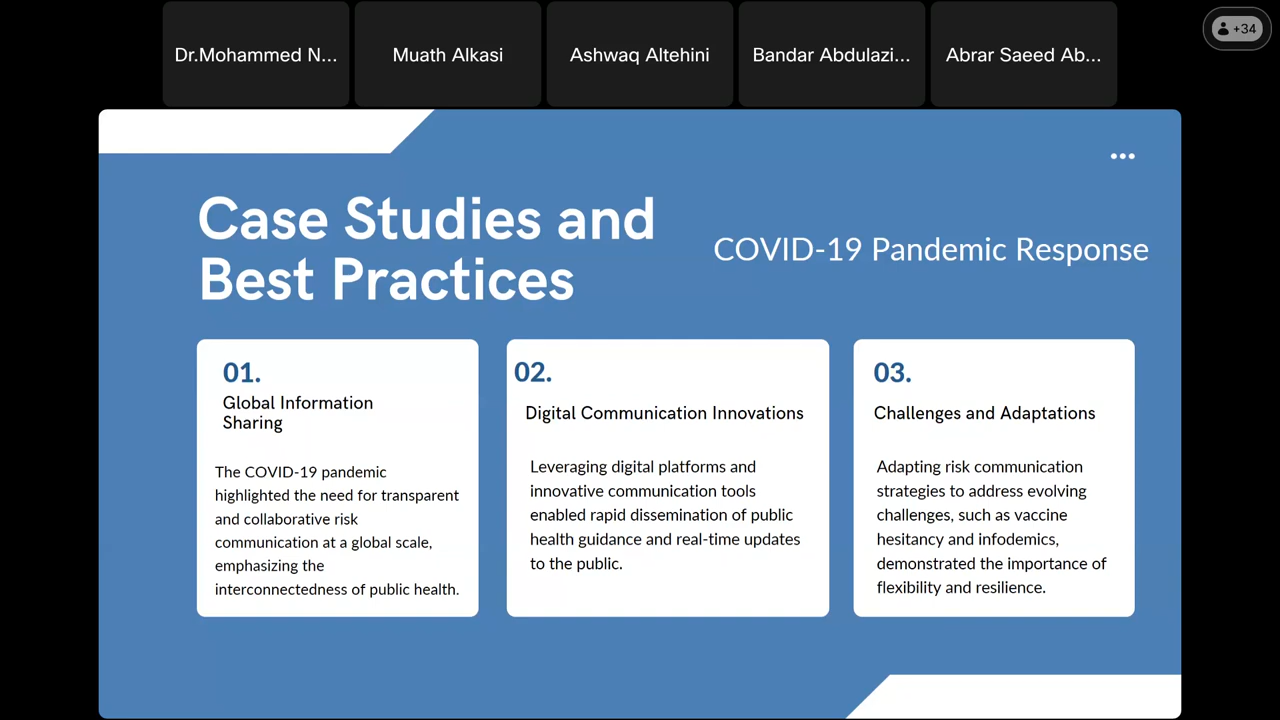 Dr.Mohammed N...
Muath Alkasi
Ashwaq Altehini
Bandar Abdulazi...
Abrar Saeed Ab...
+34
Case Studies and
Best Practices
COVID-19 Pandemic Response
01.
Global Information
Sharing
The COVID-19 pandemic
highlighted the need for transparent
and collaborative risk
communication at a global scale,
emphasizing the
interconnectedness of public health.
02.
Digital Communication Innovations
Leveraging digital platforms and
innovative communication tools
enabled rapid dissemination of public
health guidance and real-time updates
to the public.
03.
Challenges and Adaptations
Adapting risk communication
strategies to address evolving
challenges, such as vaccine
hesitancy and infodemics,
demonstrated the importance of
flexibility and resilience.